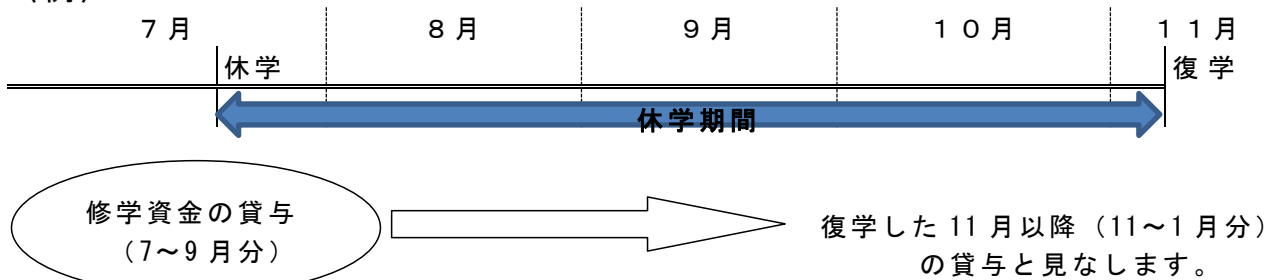 7月 8月 9月 10月 11月
休学 復学
休学期間
修学資金の貸与
(7～9月分)
復学した11月以降（11～1月分）
の貸与と見なします。